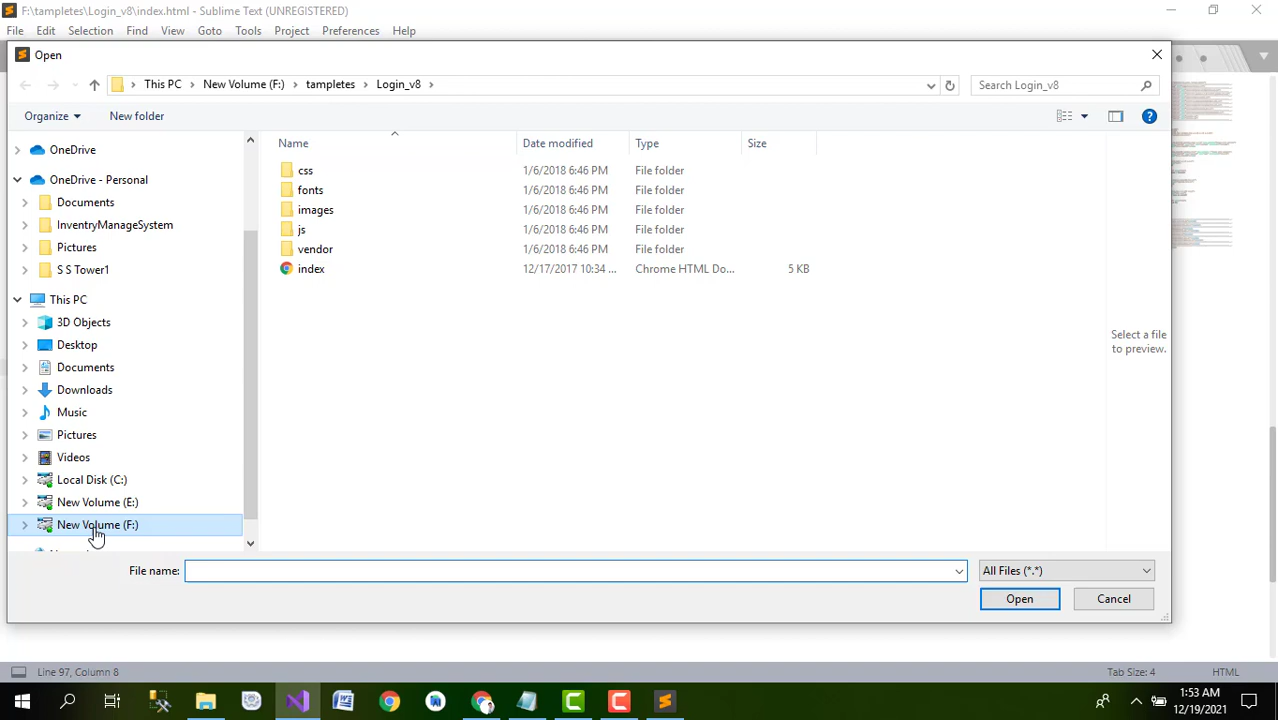 F:\tampletes\Login_v8\index.html - Sublime Text (UNREGISTERED)
File Edit Selection View Goto Tools Project Preferences Help
Open
This PC > New Volume (F:) > tampletes > Login_v8 >
Search Login_v8
Organize New folder
Name Date modified Type Size
OneDrive
Personal
Documents
InventryManageSystem
Pictures
S.S Tower1
This PC
3D Objects
Desktop
Documents
Downloads
Music
Pictures
Videos
Local Disk (C:)
New Volume (E:)
New Volume (F:)
css 1/6/2018 6:46 PM File folder
fonts 1/6/2018 6:46 PM File folder
images 1/6/2018 6:46 PM File folder
js 1/6/2018 6:46 PM File folder
1/6/2018 6:46 PM File folder
index 12/17/2017 10:34 ... Chrome HTML Do... 5 KB
Select a file
to preview.
File name:
All Files (*.*)
Open Cancel
Line 97, Column 8
Tab Size: 4 HTML
1:53 AM
12/19/2021